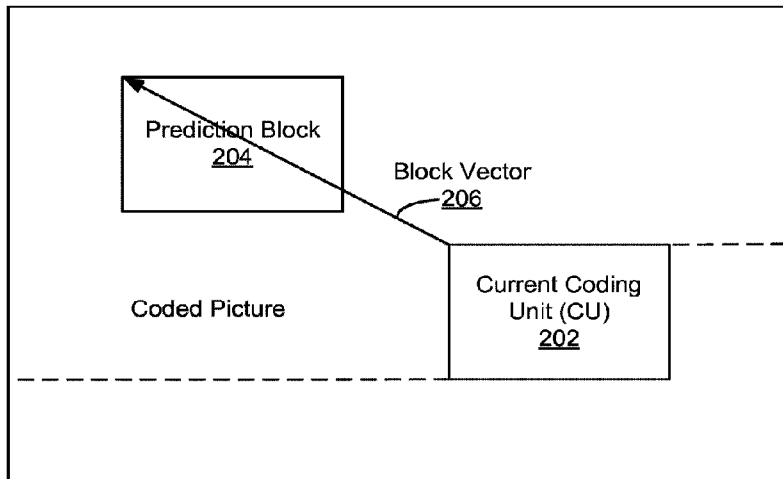 Prediction Block
204
Block Vector
206
Coded Picture
Current Coding
Unit (CU)
202